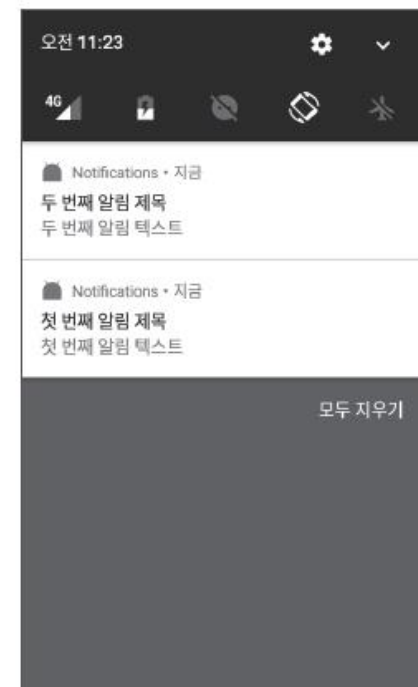 오전 11:23
4G
Notifications • 지금
두 번째 알림 제목
두 번째 알림 텍스트
Notifications • 지금
첫 번째 알림 제목
첫 번째 알림 텍스트
모두 지우기